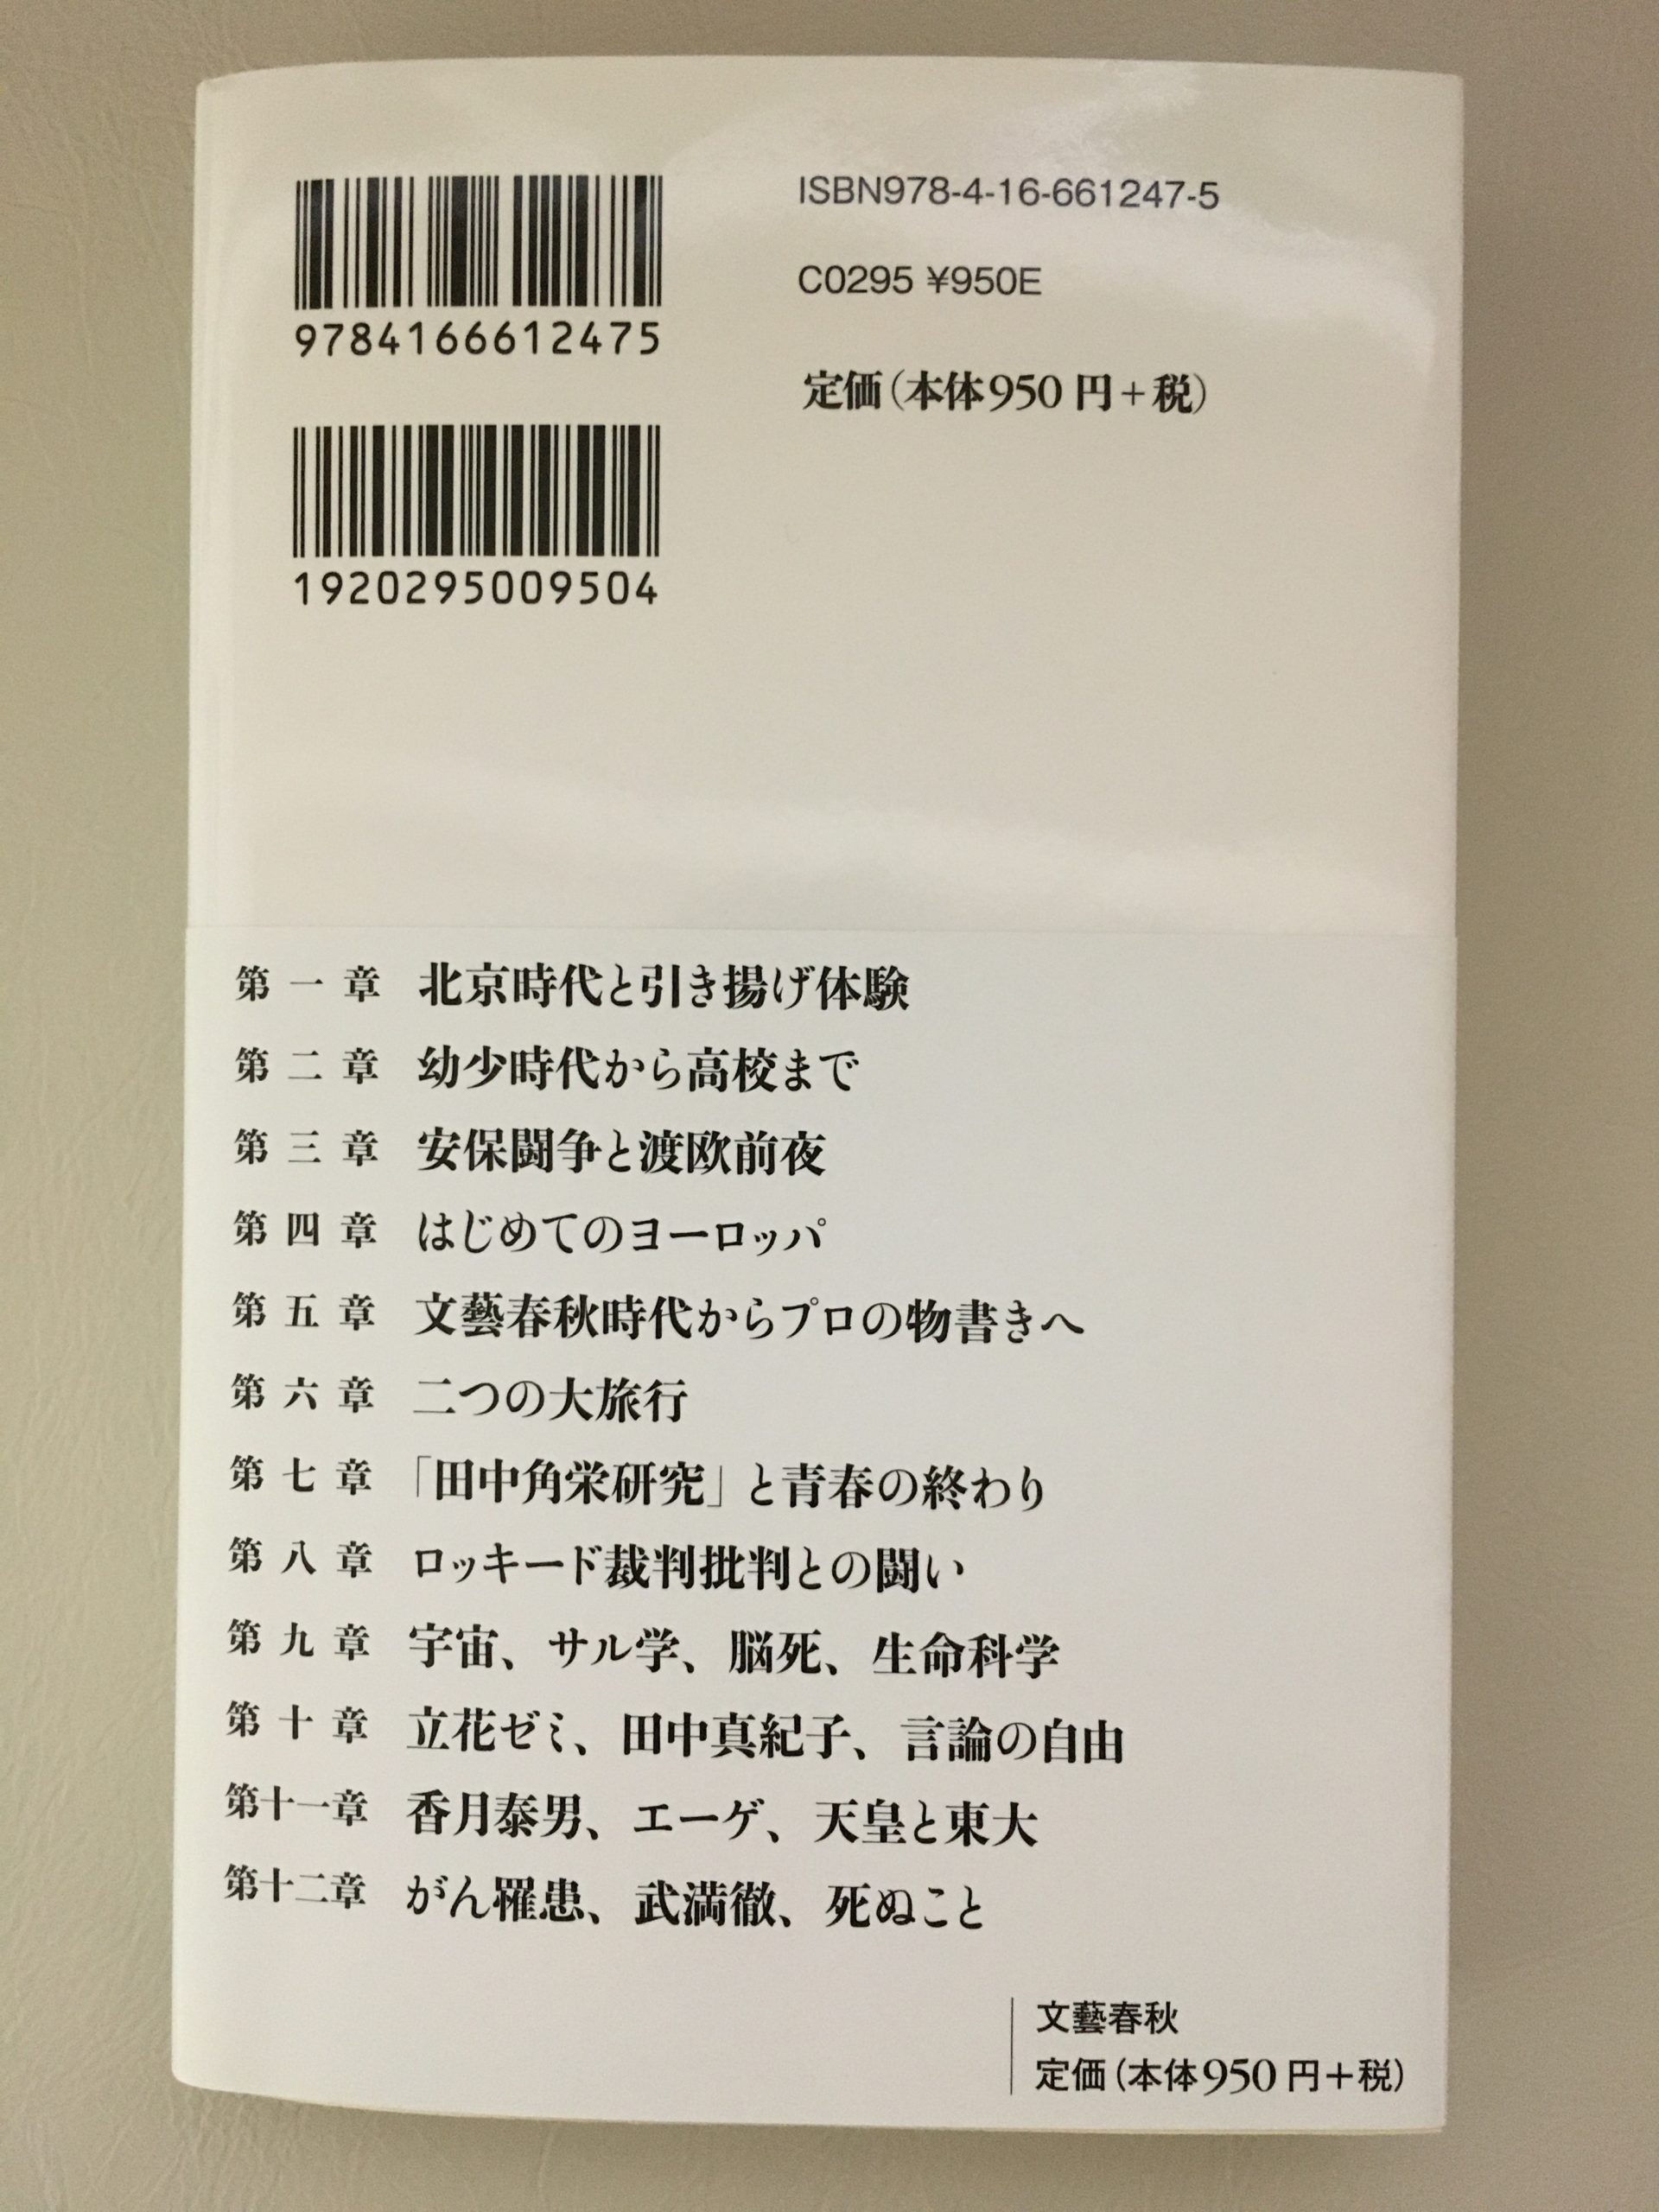 9784166612475
1920295009504
ISBN978-4-16-661247-5
C0295 ¥950E
定価(本体950円+税)
第一章 北京時代と引き揚げ体験
第二章 幼少時代から高校まで
第三章 安保闘争と渡欧前夜
第四章 はじめてのヨーロッパ
第五章 文藝春秋時代からプロの物書きへ
第六章 二つの大旅行
第七章 「田中角栄研究」と青春の終わり
第八章 ロッキード裁判批判との闘い
第九章 宇宙、サル学、脳死、生命科学
第十章 立花ゼミ、田中真紀子、言論の自由
第十一章 香月泰男、エーゲ、天皇と東大
第十二章 がん罹患、武満徹、死ぬこと
文藝春秋
定価(本体950円+税)